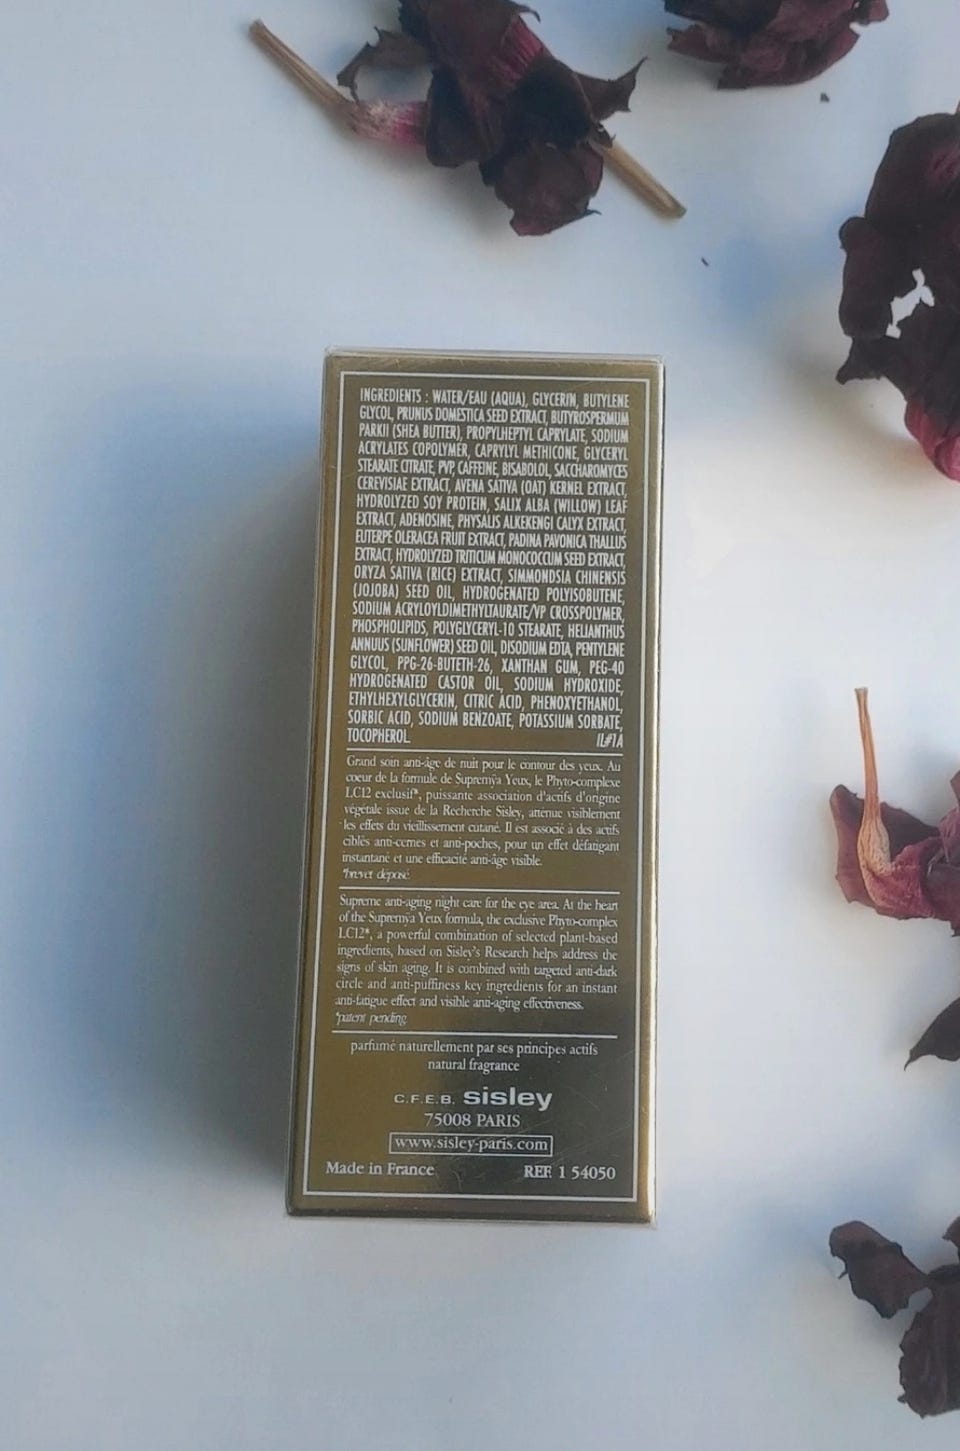 INGREDIENTS : WATER/EAU (AQUA), GLYCERIN, BUTYLENE
GLYCOL, PRUNUS DOMESTICA SEED EXTRACT, BUTYROSPERMUM
PARKII (SHEA BUTTER), PROPYLHEPTYL CAPRYLATE, SODIUM
ACRYLATES COPOLYMER, CAPRYLYL METHICONE, GLYCERYL
STEARATE CITRATE, PVP, CAFFEINE, BISABOLOL, SACCHAROMYCES
CEREVISIAE EXTRACT, AVENA SATIVA (OAT) KERNEL EXTRACT,
HYDROLYZED SOY PROTEIN, SALIX ALBA (WILLOW) LEAF
EXTRACT, ADENOSINE, PHYSALIS ALKEKENGI CALYX EXTRACT,
EUTERPE OLERACEA FRUIT EXTRACT, PADINA PAVONICA THALLUS
EXTRACT, HYDROLYZED TRITICUM MONOCOCCUM SEED EXTRACT,
ORYZA SATIVA (RICE) EXTRACT, SIMMONDSIA CHINENSIS
(JOJOBA) SEED OIL, HYDROGENATED POLYISOBUTENE,
SODIUM ACRYLOYLDIMETHYLTAURATE/VP CROSSPOLYMER,
PHOSPHOLIPIDS, POLYGLYCERYL-10 STEARATE, HELIANTHUS
ANNUUS (SUNFLOWER) SEED OIL, DISODIUM EDTA, PENTYLENE
GLYCOL, PPG-26-BUTETH-26, XANTHAN GUM, PEG-40
HYDROGENATED CASTOR OIL, SODIUM HYDROXIDE,
ETHYLHEXYLGLYCERIN, CITRIC ACID, PHENOXYETHANOL,
SORBIC ACID, SODIUM BENZOATE, POTASSIUM SORBATE,
TOCOPHEROL. IL#1A
Grand soin anti-âge de nuit pour le contour des yeux. Au
coeur de la formule de Supremÿa Yeux, le Phyto-complexe
LC12 exclusif*, puissante association d'actifs d'origine
végétale issue de la Recherche Sisley, atténue visiblement
les effets du vieillissement cutané. Il est associé à des actifs
ciblés anti-cernes et anti-poches, pour un effet défatigant
instantané et une efficacité anti-âge visible.
*brevet déposé
Supreme anti-aging night care for the eye area. At the heart
of the Supremÿa Yeux formula, the exclusive Phyto-complex
LC12*, a powerful combination of selected plant-based
ingredients, based on Sisley's Research helps address the
signs of skin aging. It is combined with targeted anti-dark
circle and anti-puffiness key ingredients for an instant
anti-fatigue effect and visible anti-aging effectiveness.
*patent pending
parfumé naturellement par ses principes actifs
natural fragrance
C.F.E.B. sisley
75008 PARIS
www.sisley-paris.com
Made in France REF. 1 54050